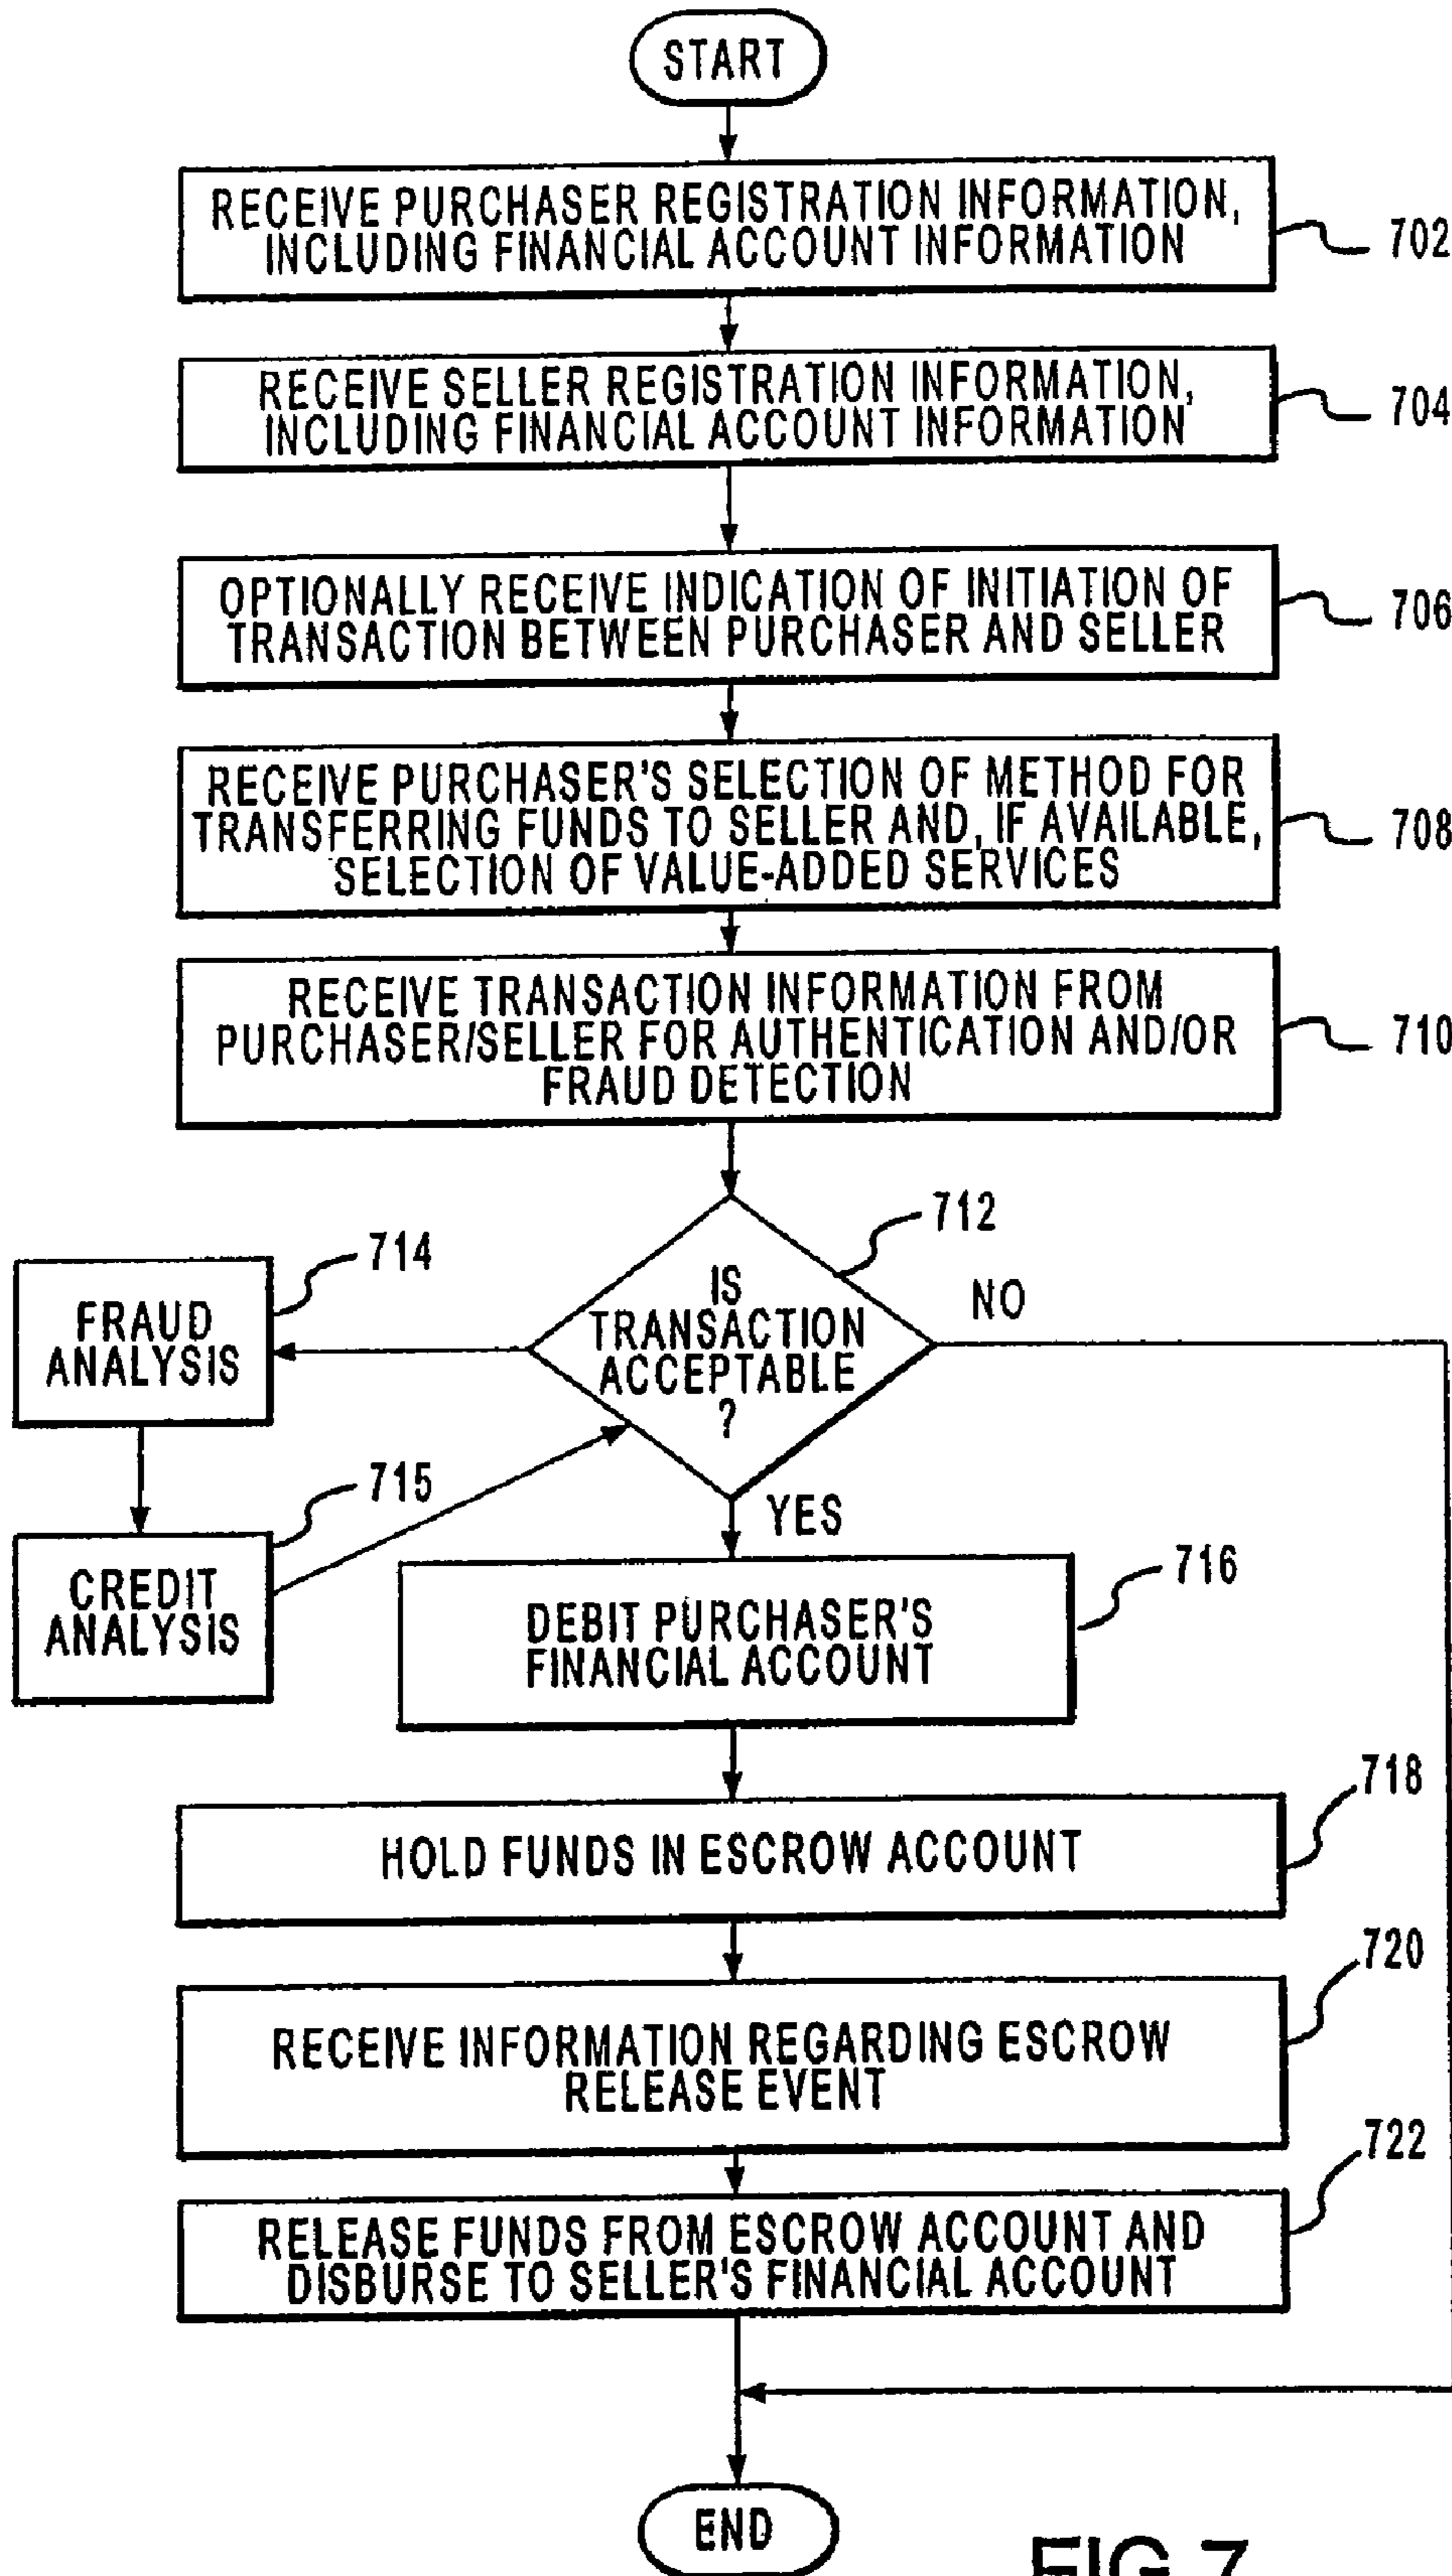 START
RECEIVE PURCHASER REGISTRATION INFORMATION,
INCLUDING FINANCIAL ACCOUNT INFORMATION
702
RECEIVE SELLER REGISTRATION INFORMATION,
INCLUDING FINANCIAL ACCOUNT INFORMATION
704
OPTIONALLY RECEIVE INDICATION OF INITIATION OF
TRANSACTION BETWEEN PURCHASER AND SELLER
706
RECEIVE PURCHASER'S SELECTION OF METHOD FOR
TRANSFERRING FUNDS TO SELLER AND, IF AVAILABLE,
SELECTION OF VALUE-ADDED SERVICES
708
RECEIVE TRANSACTION INFORMATION FROM
PURCHASER/SELLER FOR AUTHENTICATION AND/OR
FRAUD DETECTION
710
712
IS
TRANSACTION
ACCEPTABLE
?
NO
714
FRAUD
ANALYSIS
715
CREDIT
ANALYSIS
YES
716
DEBIT PURCHASER'S
FINANCIAL ACCOUNT
718
HOLD FUNDS IN ESCROW ACCOUNT
720
RECEIVE INFORMATION REGARDING ESCROW
RELEASE EVENT
722
RELEASE FUNDS FROM ESCROW ACCOUNT AND
DISBURSE TO SELLER'S FINANCIAL ACCOUNT
END
FIG 7